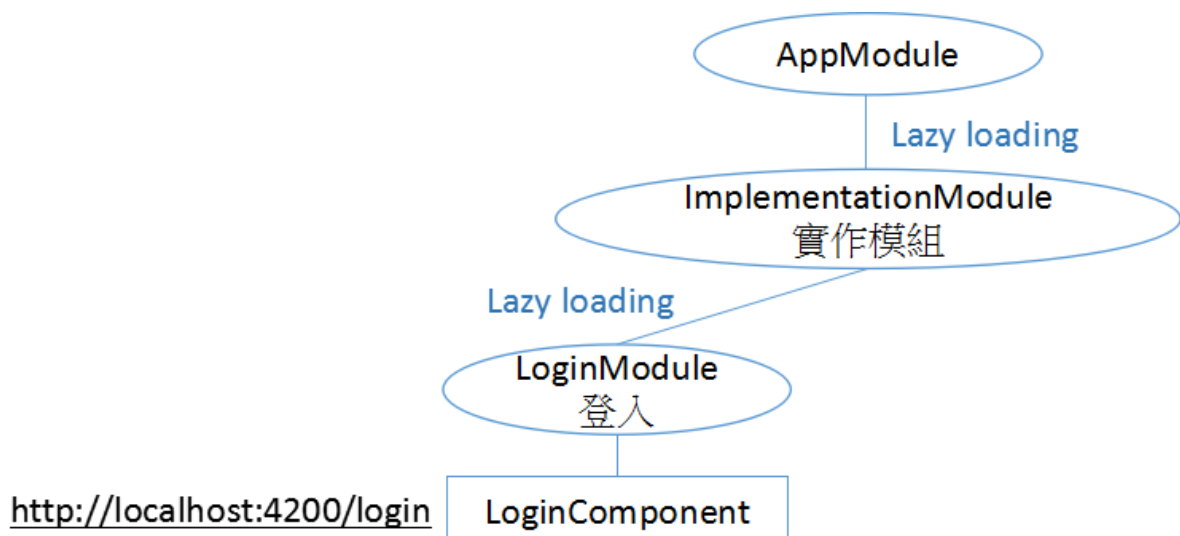 AppModule
Lazy loading
ImplementationModule
實作模組
Lazy loading
LoginModule
登入
http://localhost:4200/login
LoginComponent